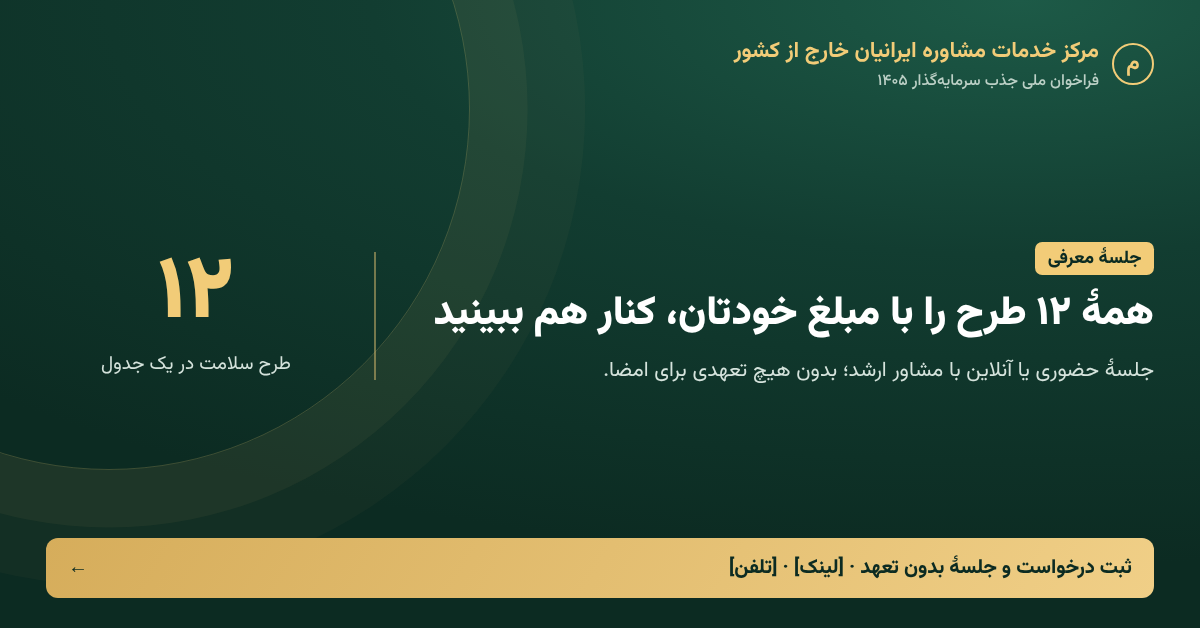 م
مرکز خدمات مشاوره ایرانیان خارج از کشور
فراخوان ملی جذب سرمایه‌گذار ۱۴۰۵
جلسهٔ معرفی
همهٔ ۱۲ طرح را با مبلغ خودتان، کنار هم ببینید
جلسهٔ حضوری یا آنلاین با مشاور ارشد؛ بدون هیچ تعهدی برای امضا.
۱۲
طرح سلامت در یک جدول
ثبت درخواست و جلسهٔ بدون تعهد · [لینک] · [تلفن] ←